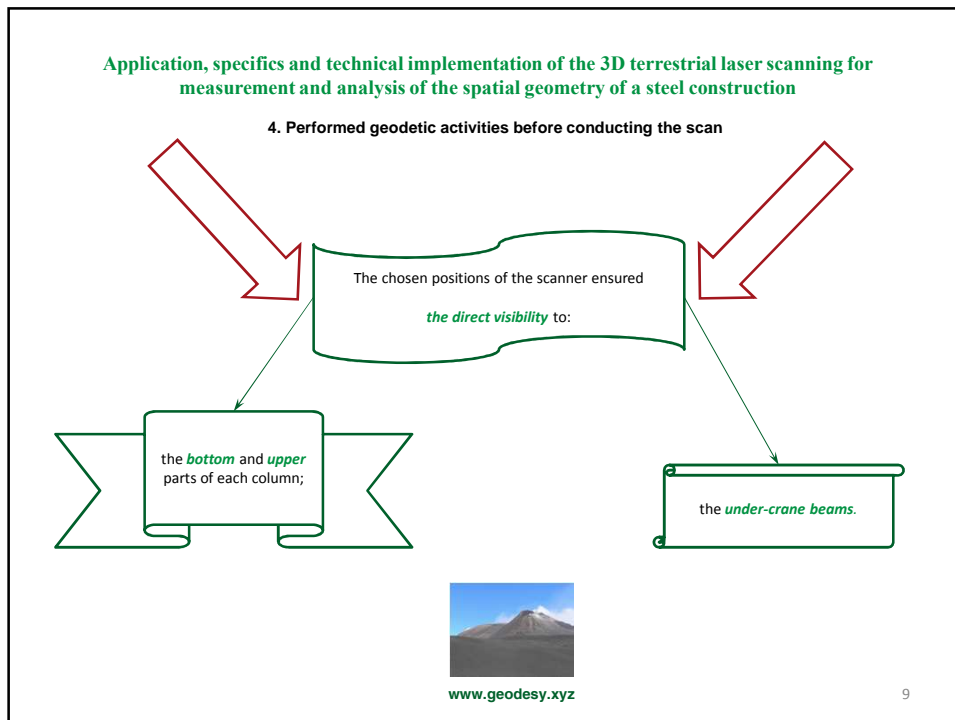 Application, specifics and technical implementation of the 3D terrestrial laser scanning for
measurement and analysis of the spatial geometry of a steel construction
4. Performed geodetic activities before conducting the scan
The chosen positions of the scanner ensured
the direct visibility to:
the bottom and upper
parts of each column;
the under-crane beams.
www.geodesy.xyz
9